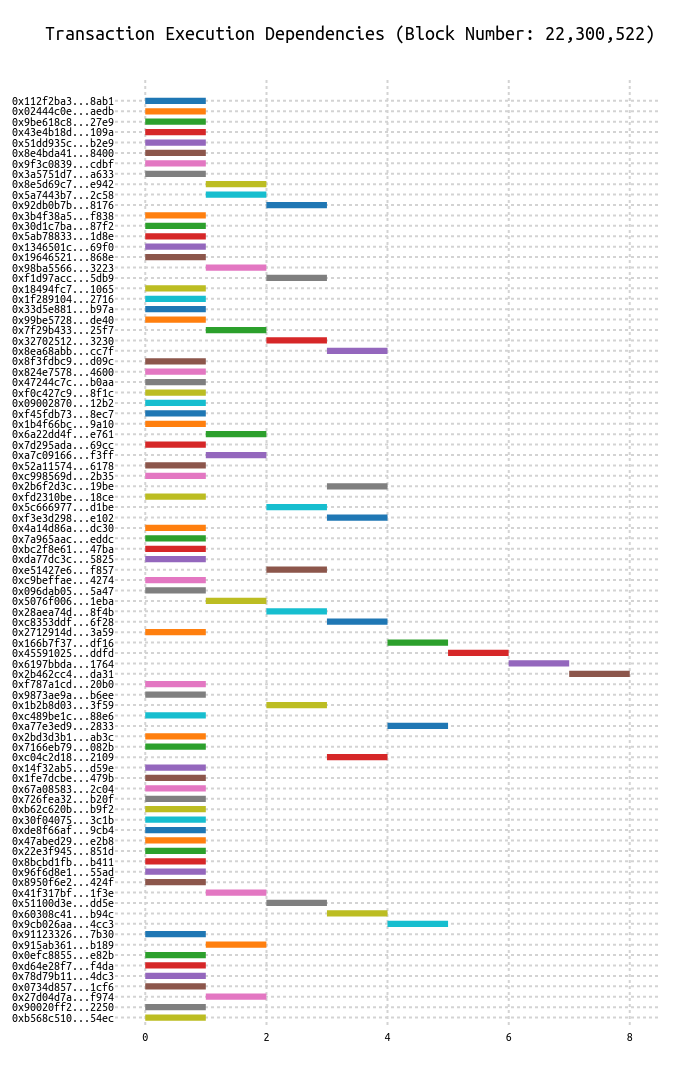 Transaction Execution Dependencies (Block Number: 22,300,522)
0x112f2ba3...8ab1
0x02444c0e...aedb
0x9be618c8...27e9
0x43e4b18d...109a
0x51dd935c...b2e9
0x8e4bda41...8400
0x9f3c0839...cdbf
0x3a5751d7...a633
0x8e5d69c7...e942
0x5a7443b7...2c58
0x92db0b7b...8176
0x3b4f38a5...f838
0x30d1c7ba...87f2
0x5ab78833...1d8e
0x1346501c...69f0
0x19646521...868e
0x98ba5566...3223
0xf1d97acc...5db9
0x18494fc7...1065
0x1f289104...2716
0x33d5e881...b97a
0x99be5728...de40
0x7f29b433...25f7
0x32702512...3230
0x8ea68abb...cc7f
0x8f3fdbc9...d09c
0x824e7578...4600
0x47244c7c...b0aa
0xf0c427c9...8f1c
0x09002870...12b2
0xf45fdb73...8ec7
0x1b4f66bc...9a10
0x6a22dd4f...e761
0x7d295ada...69cc
0xa7c09166...f3ff
0x52a11574...6178
0xc998569d...2b35
0x2b6f2d3c...19be
0xfd2310be...18ce
0x5c666977...d1be
0xf3e3d298...e102
0x4a14d86a...dc30
0x7a965aac...eddc
0xbc2f8e61...47ba
0xda77dc3c...5825
0xe51427e6...f857
0xc9beffae...4274
0x096dab05...5a47
0x5076f006...1eba
0x28aea74d...8f4b
0xc8353ddf...6f28
0x2712914d...3a59
0x166b7f37...df16
0x45591025...ddfd
0x6197bbda...1764
0x2b462cc4...da31
0xf787a1cd...20b0
0x9873ae9a...b6ee
0x1b2b8d03...3f59
0xc489be1c...88e6
0xa77e3ed9...2833
0x2bd3d3b1...ab3c
0x7166eb79...082b
0xc04c2d18...2109
0x14f32ab5...d59e
0x1fe7dcbe...479b
0x67a08583...2c04
0x726fea32...b20f
0xb62c620b...b9f2
0x30f04075...3c1b
0xde8f66af...9cb4
0x47abed29...e2b8
0x22e3f945...851d
0x8bcbd1fb...b411
0x96f6d8e1...55ad
0x8950f6e2...424f
0x41f317bf...1f3e
0x51100d3e...dd5e
0x60308c41...b94c
0x9cb026aa...4cc3
0x91123326...7b30
0x915ab361...b189
0x0efc8855...e82b
0xd64e28f7...f4da
0x78d79b11...4dc3
0x0734d857...1cf6
0x27d04d7a...f974
0x90020ff2...2250
0xb568c510...54ec
0 2 4 6 8